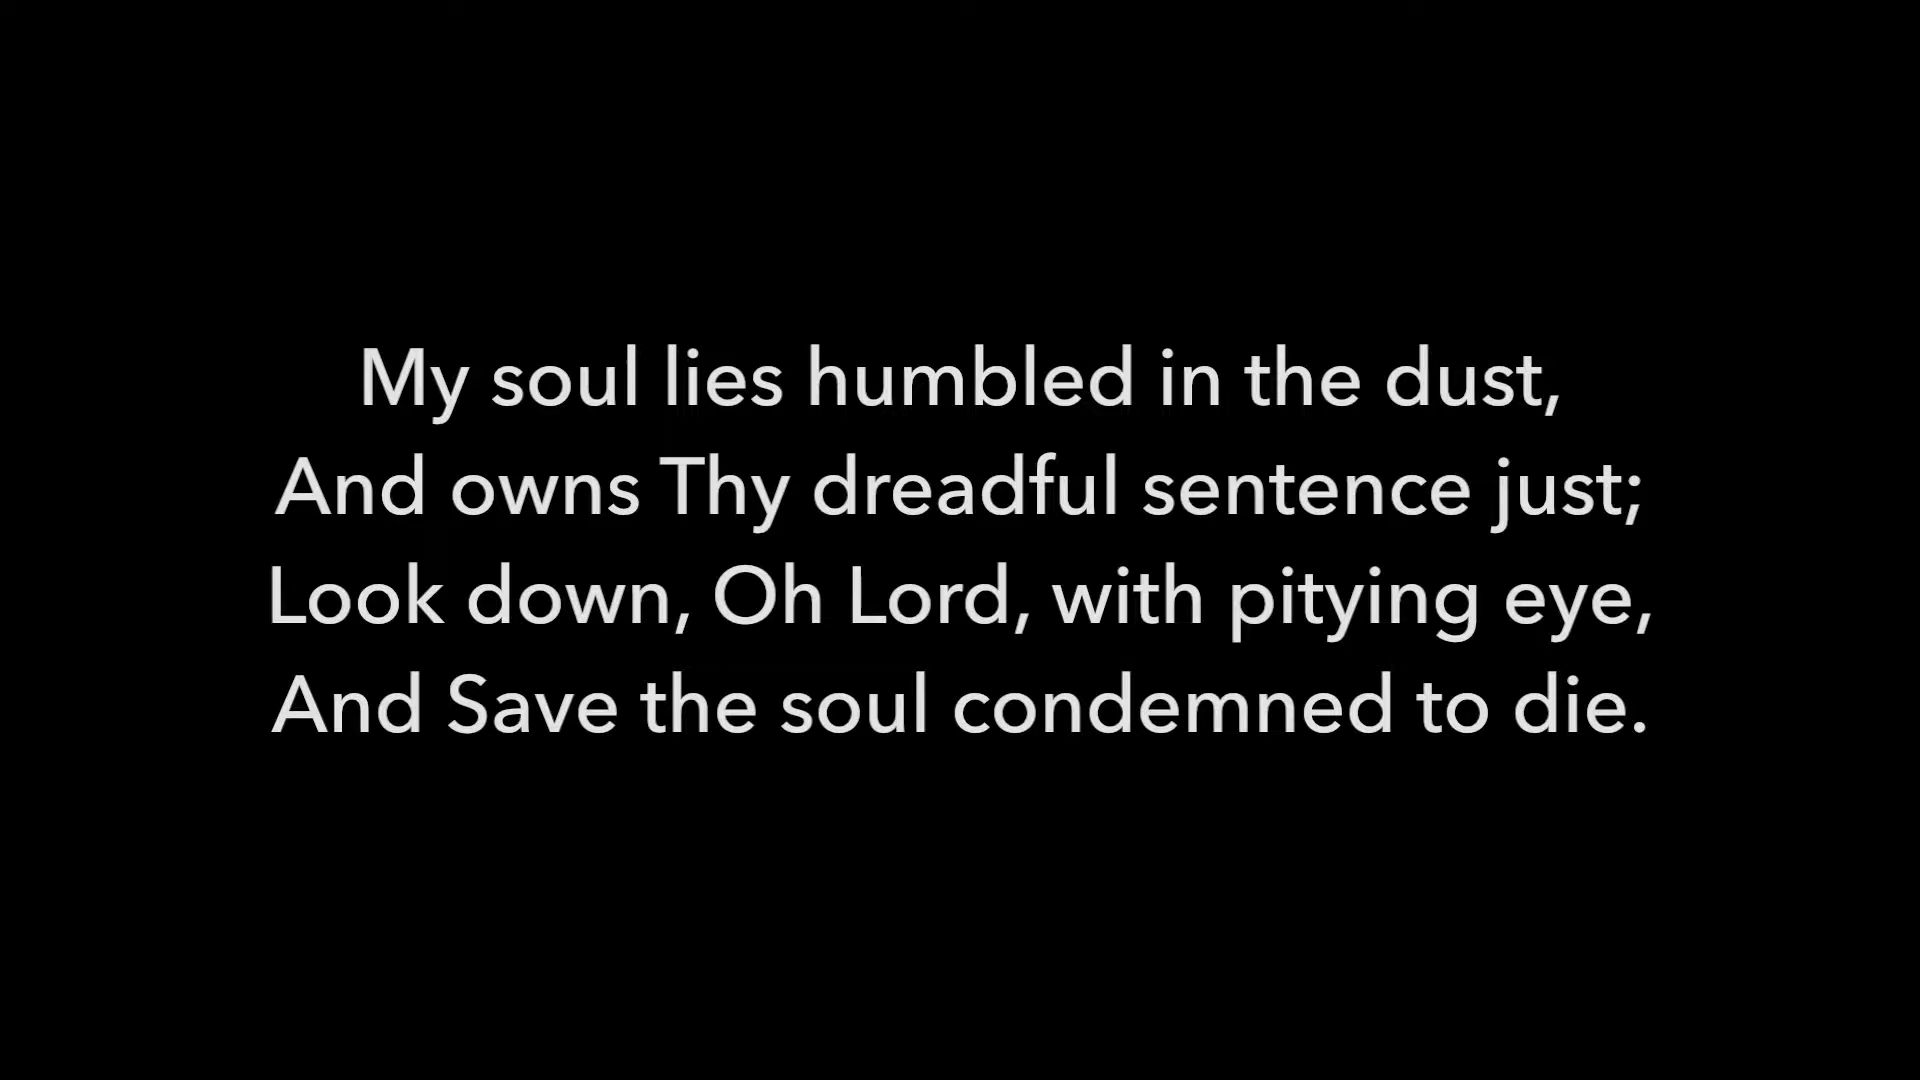 My soul lies humbled in the dust,
And owns Thy dreadful sentence just;
Look down, Oh Lord, with pitying eye,
And Save the soul condemned to die.